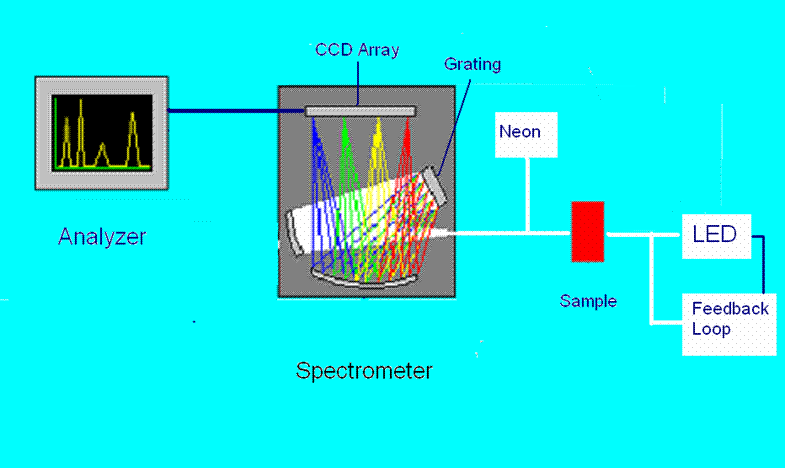 CCD Array
Grating
Neon
Analyzer
LED
Sample
Feedback
Loop
Spectrometer